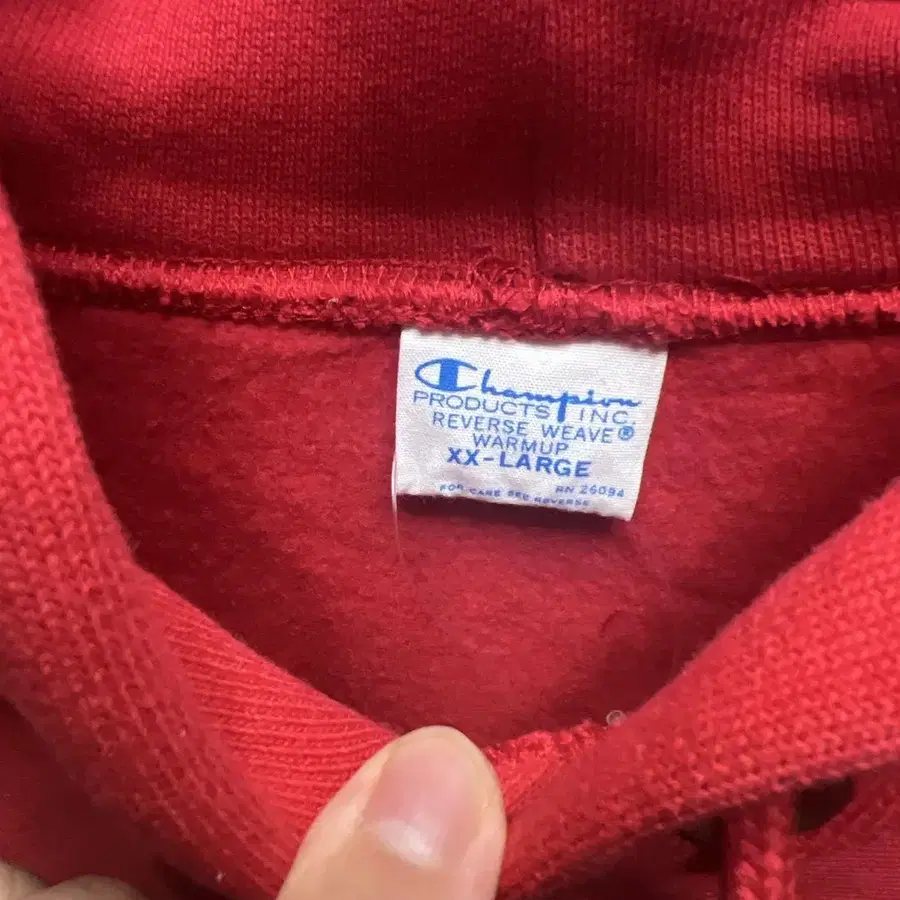 Champion
PRODUCTS INC.
REVERSE WEAVE®
WARMUP
XX-LARGE
RN 26094
FOR CARE SEE REVERSE